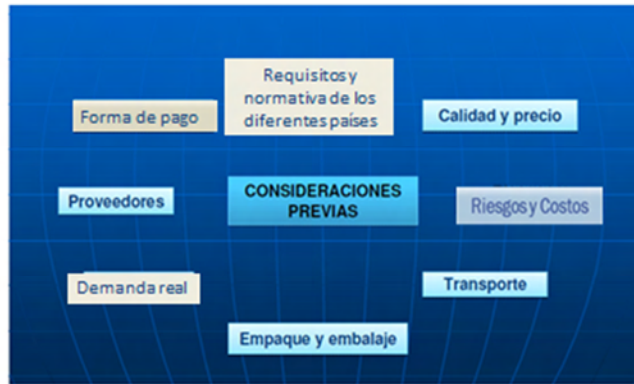 Requisitos y
normativa de los
diferentes países
Forma de pago
Calidad y precio
Proveedores
CONSIDERACIONES
PREVIAS
Riesgos y Costos
Demanda real
Transporte
Empaque y embalaje